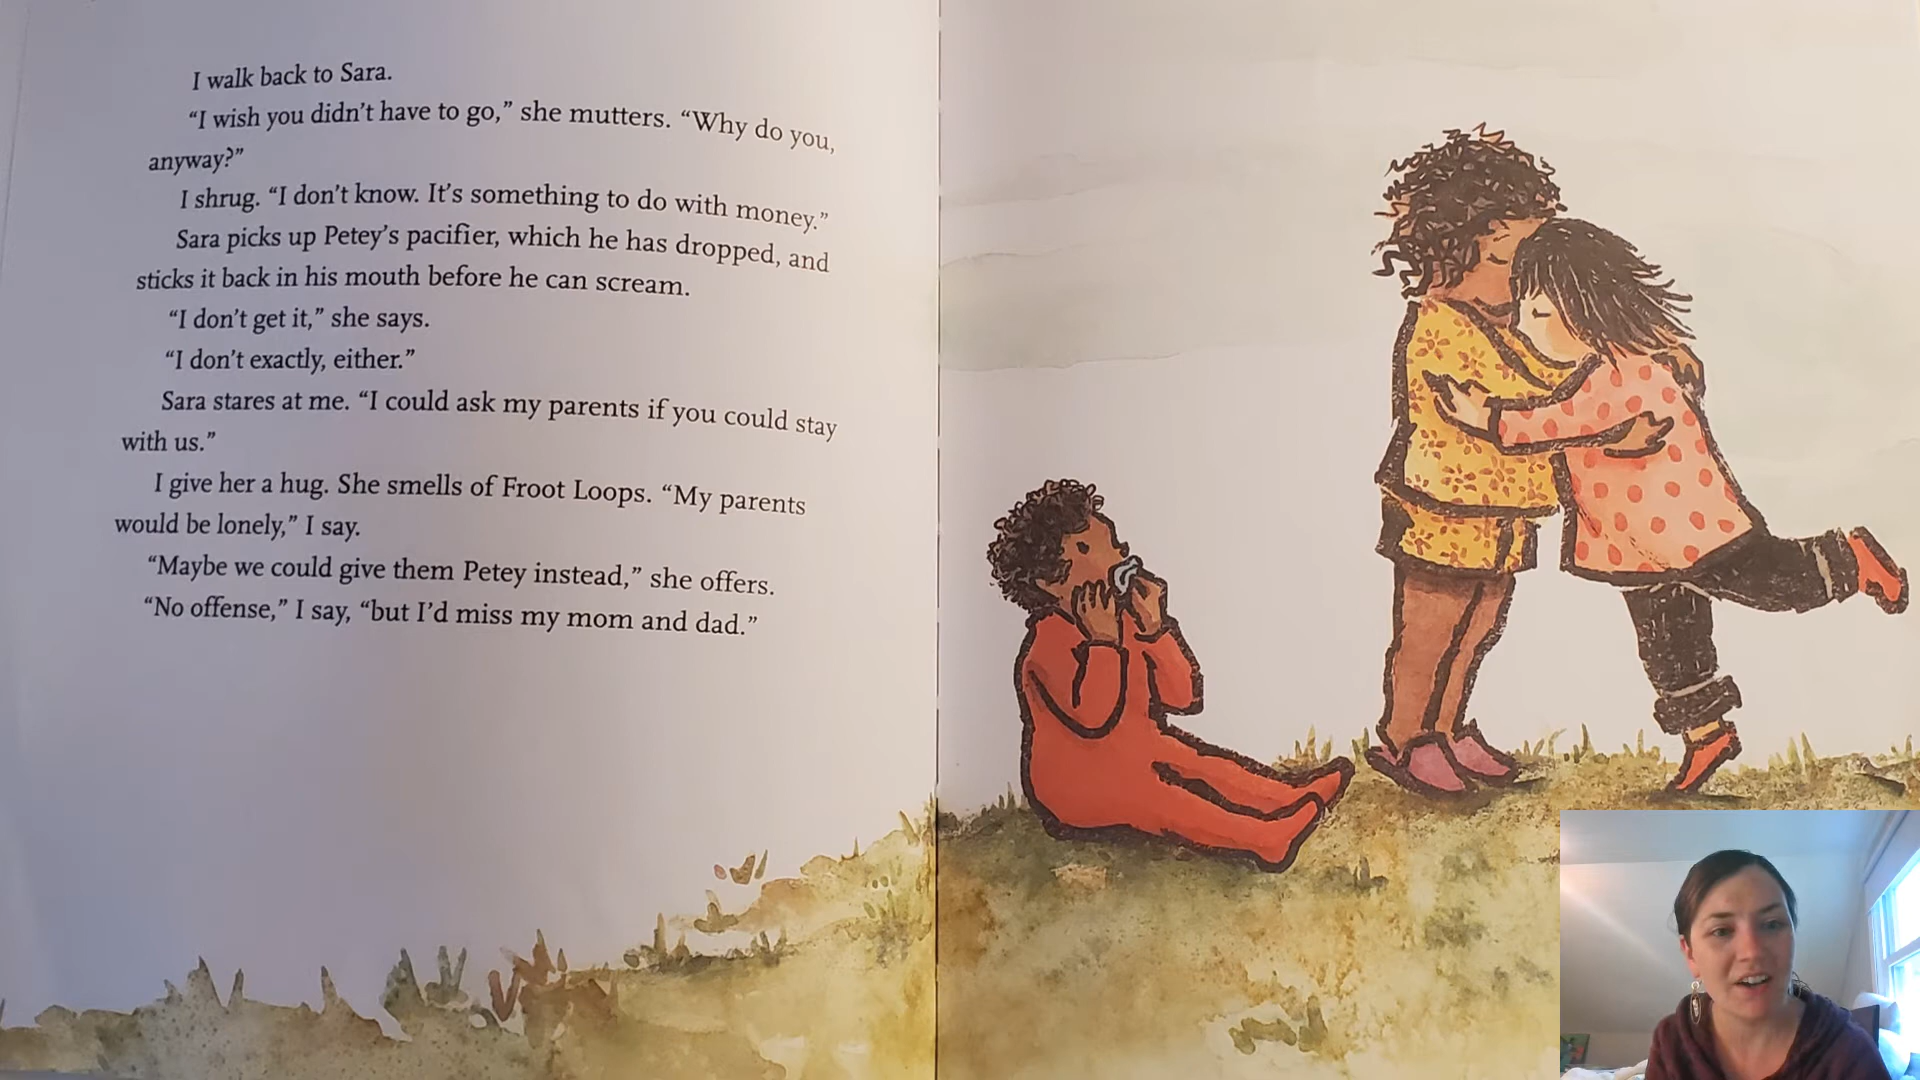 I walk back to Sara.
“I wish you didn’t have to go,” she mutters. “Why do you,
anyway?”
I shrug. “I don’t know. It’s something to do with money.”
Sara picks up Petey’s pacifier, which he has dropped, and
sticks it back in his mouth before he can scream.
“I don’t get it,” she says.
“I don’t exactly, either.”
Sara stares at me. “I could ask my parents if you could stay
with us.”
I give her a hug. She smells of Froot Loops. “My parents
would be lonely,” I say.
“Maybe we could give them Petey instead,” she offers.
“No offense,” I say, “but I’d miss my mom and dad.”